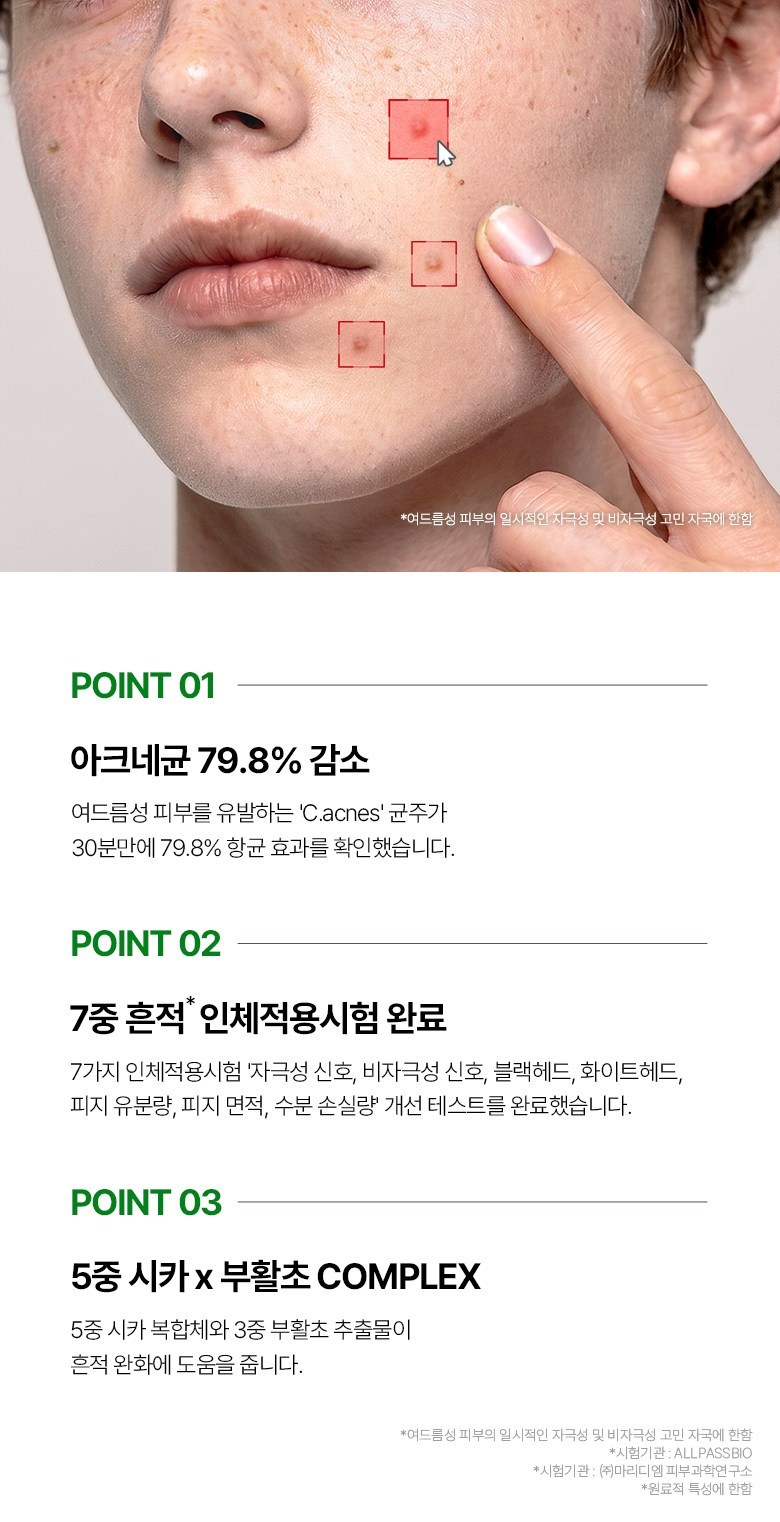 *여드름성 피부의 일시적인 자극성 및 비자극성 고민 자국에 한함
POINT 01
아크네균 79.8% 감소
여드름성 피부를 유발하는 'C.acnes' 균주가
30분만에 79.8% 항균 효과를 확인했습니다.
POINT 02
7중 흔적* 인체적용시험 완료
7가지 인체적용시험 '자극성 신호, 비자극성 신호, 블랙헤드, 화이트헤드,
피지 유분량, 피지 면적, 수분 손실량' 개선 테스트를 완료했습니다.
POINT 03
5중 시카 x 부활초 COMPLEX
5중 시카 복합체와 3중 부활초 추출물이
흔적 완화에 도움을 줍니다.
*여드름성 피부의 일시적인 자극성 및 비자극성 고민 자국에 한함
*시험기관 : ALLPASSBIO
*시험기관 : ㈜마리디엠 피부과학연구소
*원료적 특성에 한함